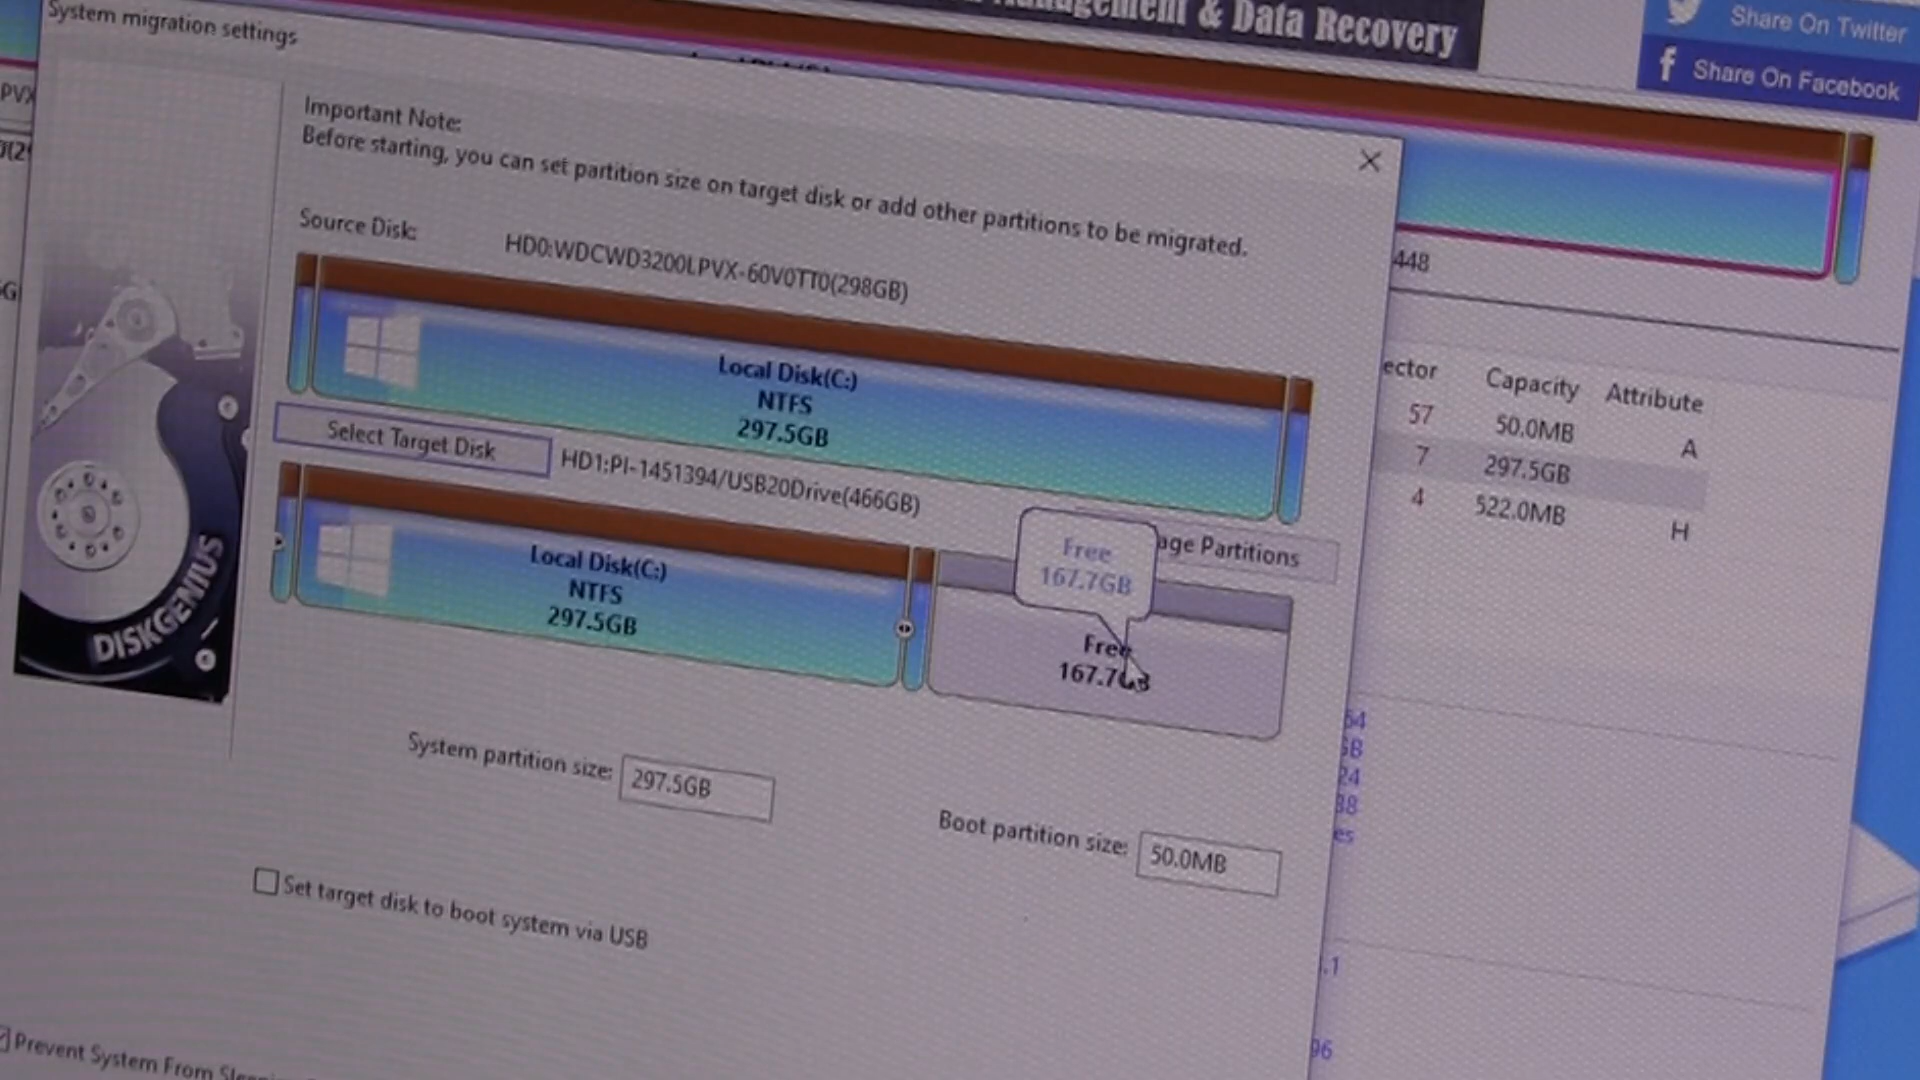 System migration settings
& Data Recovery
Share On Twitter
f Share On Facebook
Important Note:
Before starting, you can set partition size on target disk or add other partitions to be migrated.
Source Disk:
HD0:WDCWD3200LPVX-60V0TT0(298GB)
Local Disk(C:)
NTFS
297.5GB
Select Target Disk
HD1:PI-1451394/USB20Drive(466GB)
Partitions
Free
167.7GB
Local Disk(C:)
NTFS
297.5GB
Free
167.7GB
System partition size:
297.5GB
Boot partition size:
50.0MB
Set target disk to boot system via USB
Prevent System From
DISKGENIUS
448
Capacity
Attribute
57
50.0MB
A
7
297.5GB
4
522.0MB
H